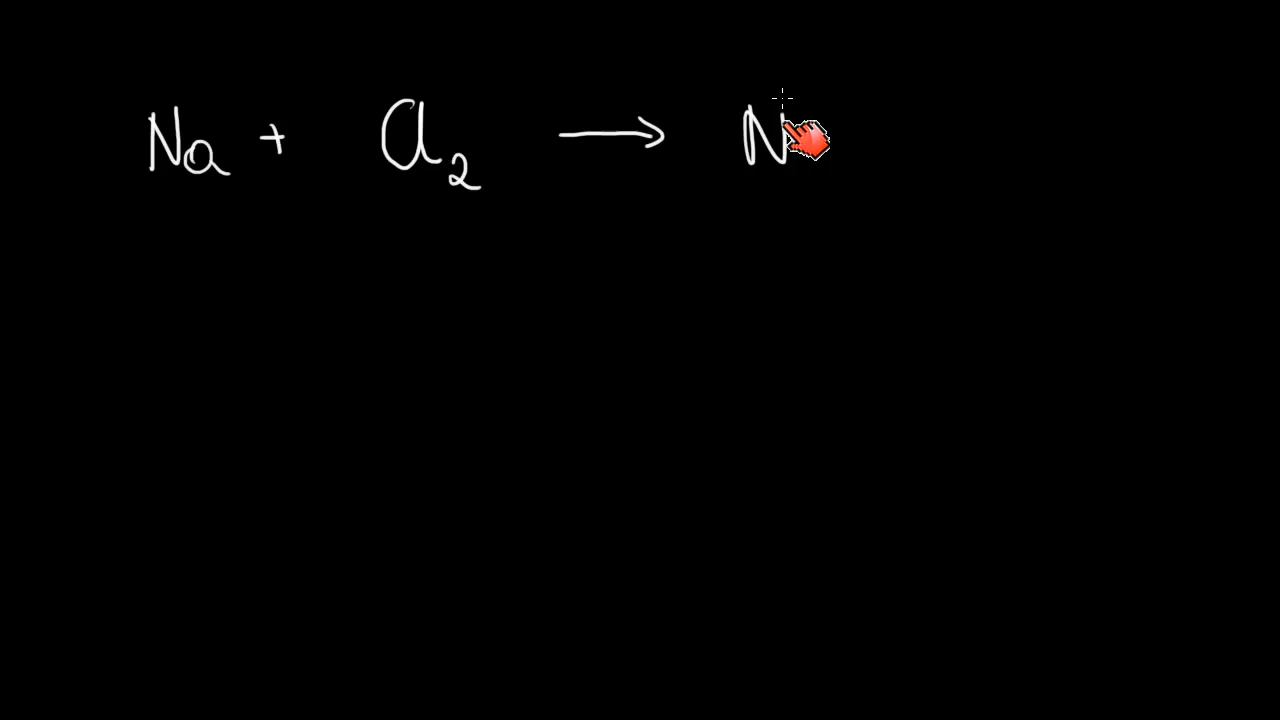 Na + Cl₂ → N